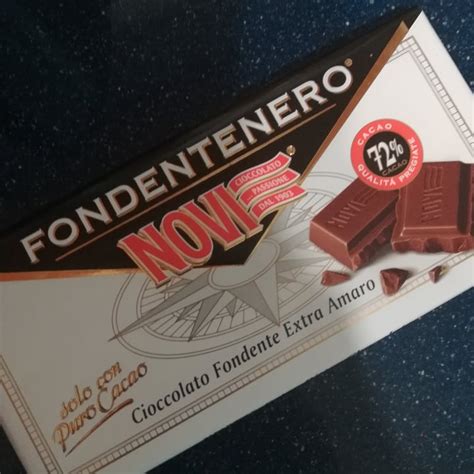 FONDENTENERO®
NOVI®
CIOCCOLATO
PASSIONE
DAL 1903
CACAO
72%
CACAO
QUALITÀ PREGIATE
NOVI
NOVI
Cioccolato Fondente Extra Amaro
solo con
Puro Cacao